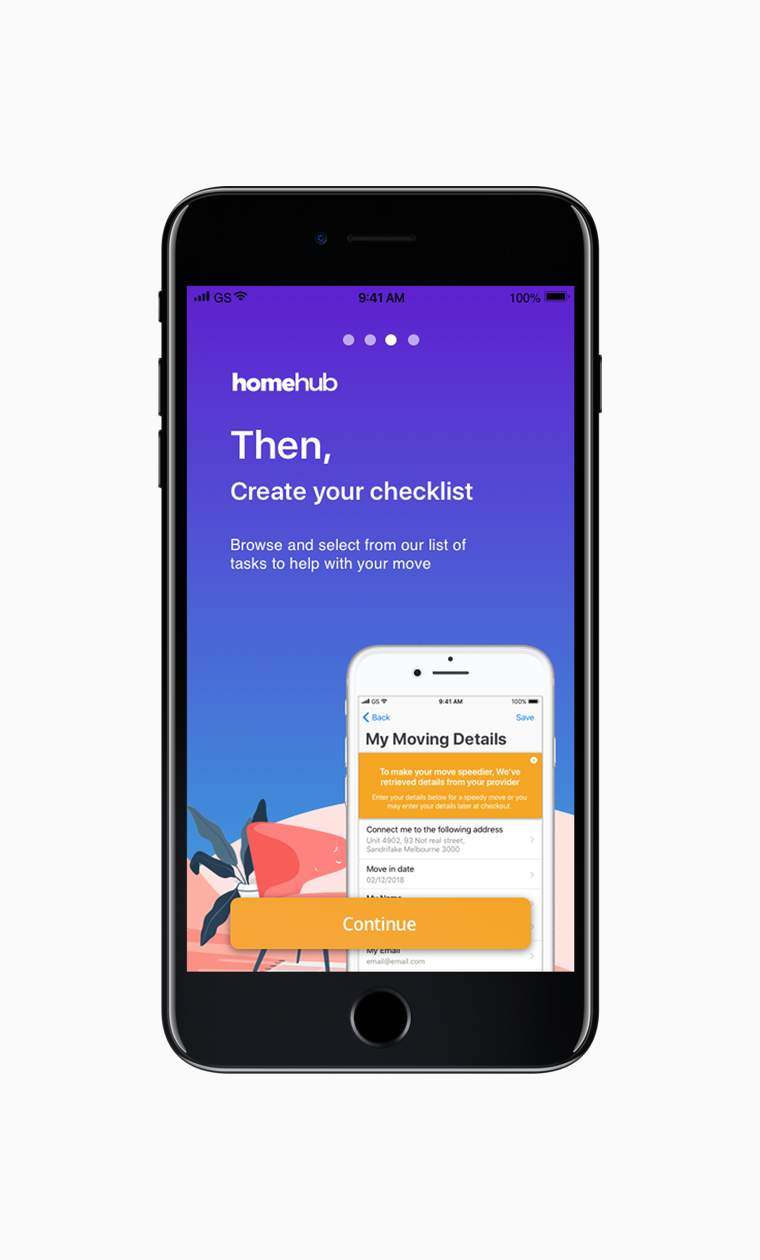 GS 9:41 AM 100%
homehub
Then,
Create your checklist
Browse and select from our list of
tasks to help with your move
GS 9:41 AM 100%
Back Save
My Moving Details
To make your move speedier, We've
retrieved details from your provider
Enter your details below for a speedy move or you
may enter your details later at checkout.
Connect me to the following address
Unit 4902, 93 Not real street,
Sandrifake Melbourne 3000
Move in date
02/12/2018
My Name
Continue
My Email
email@email.com